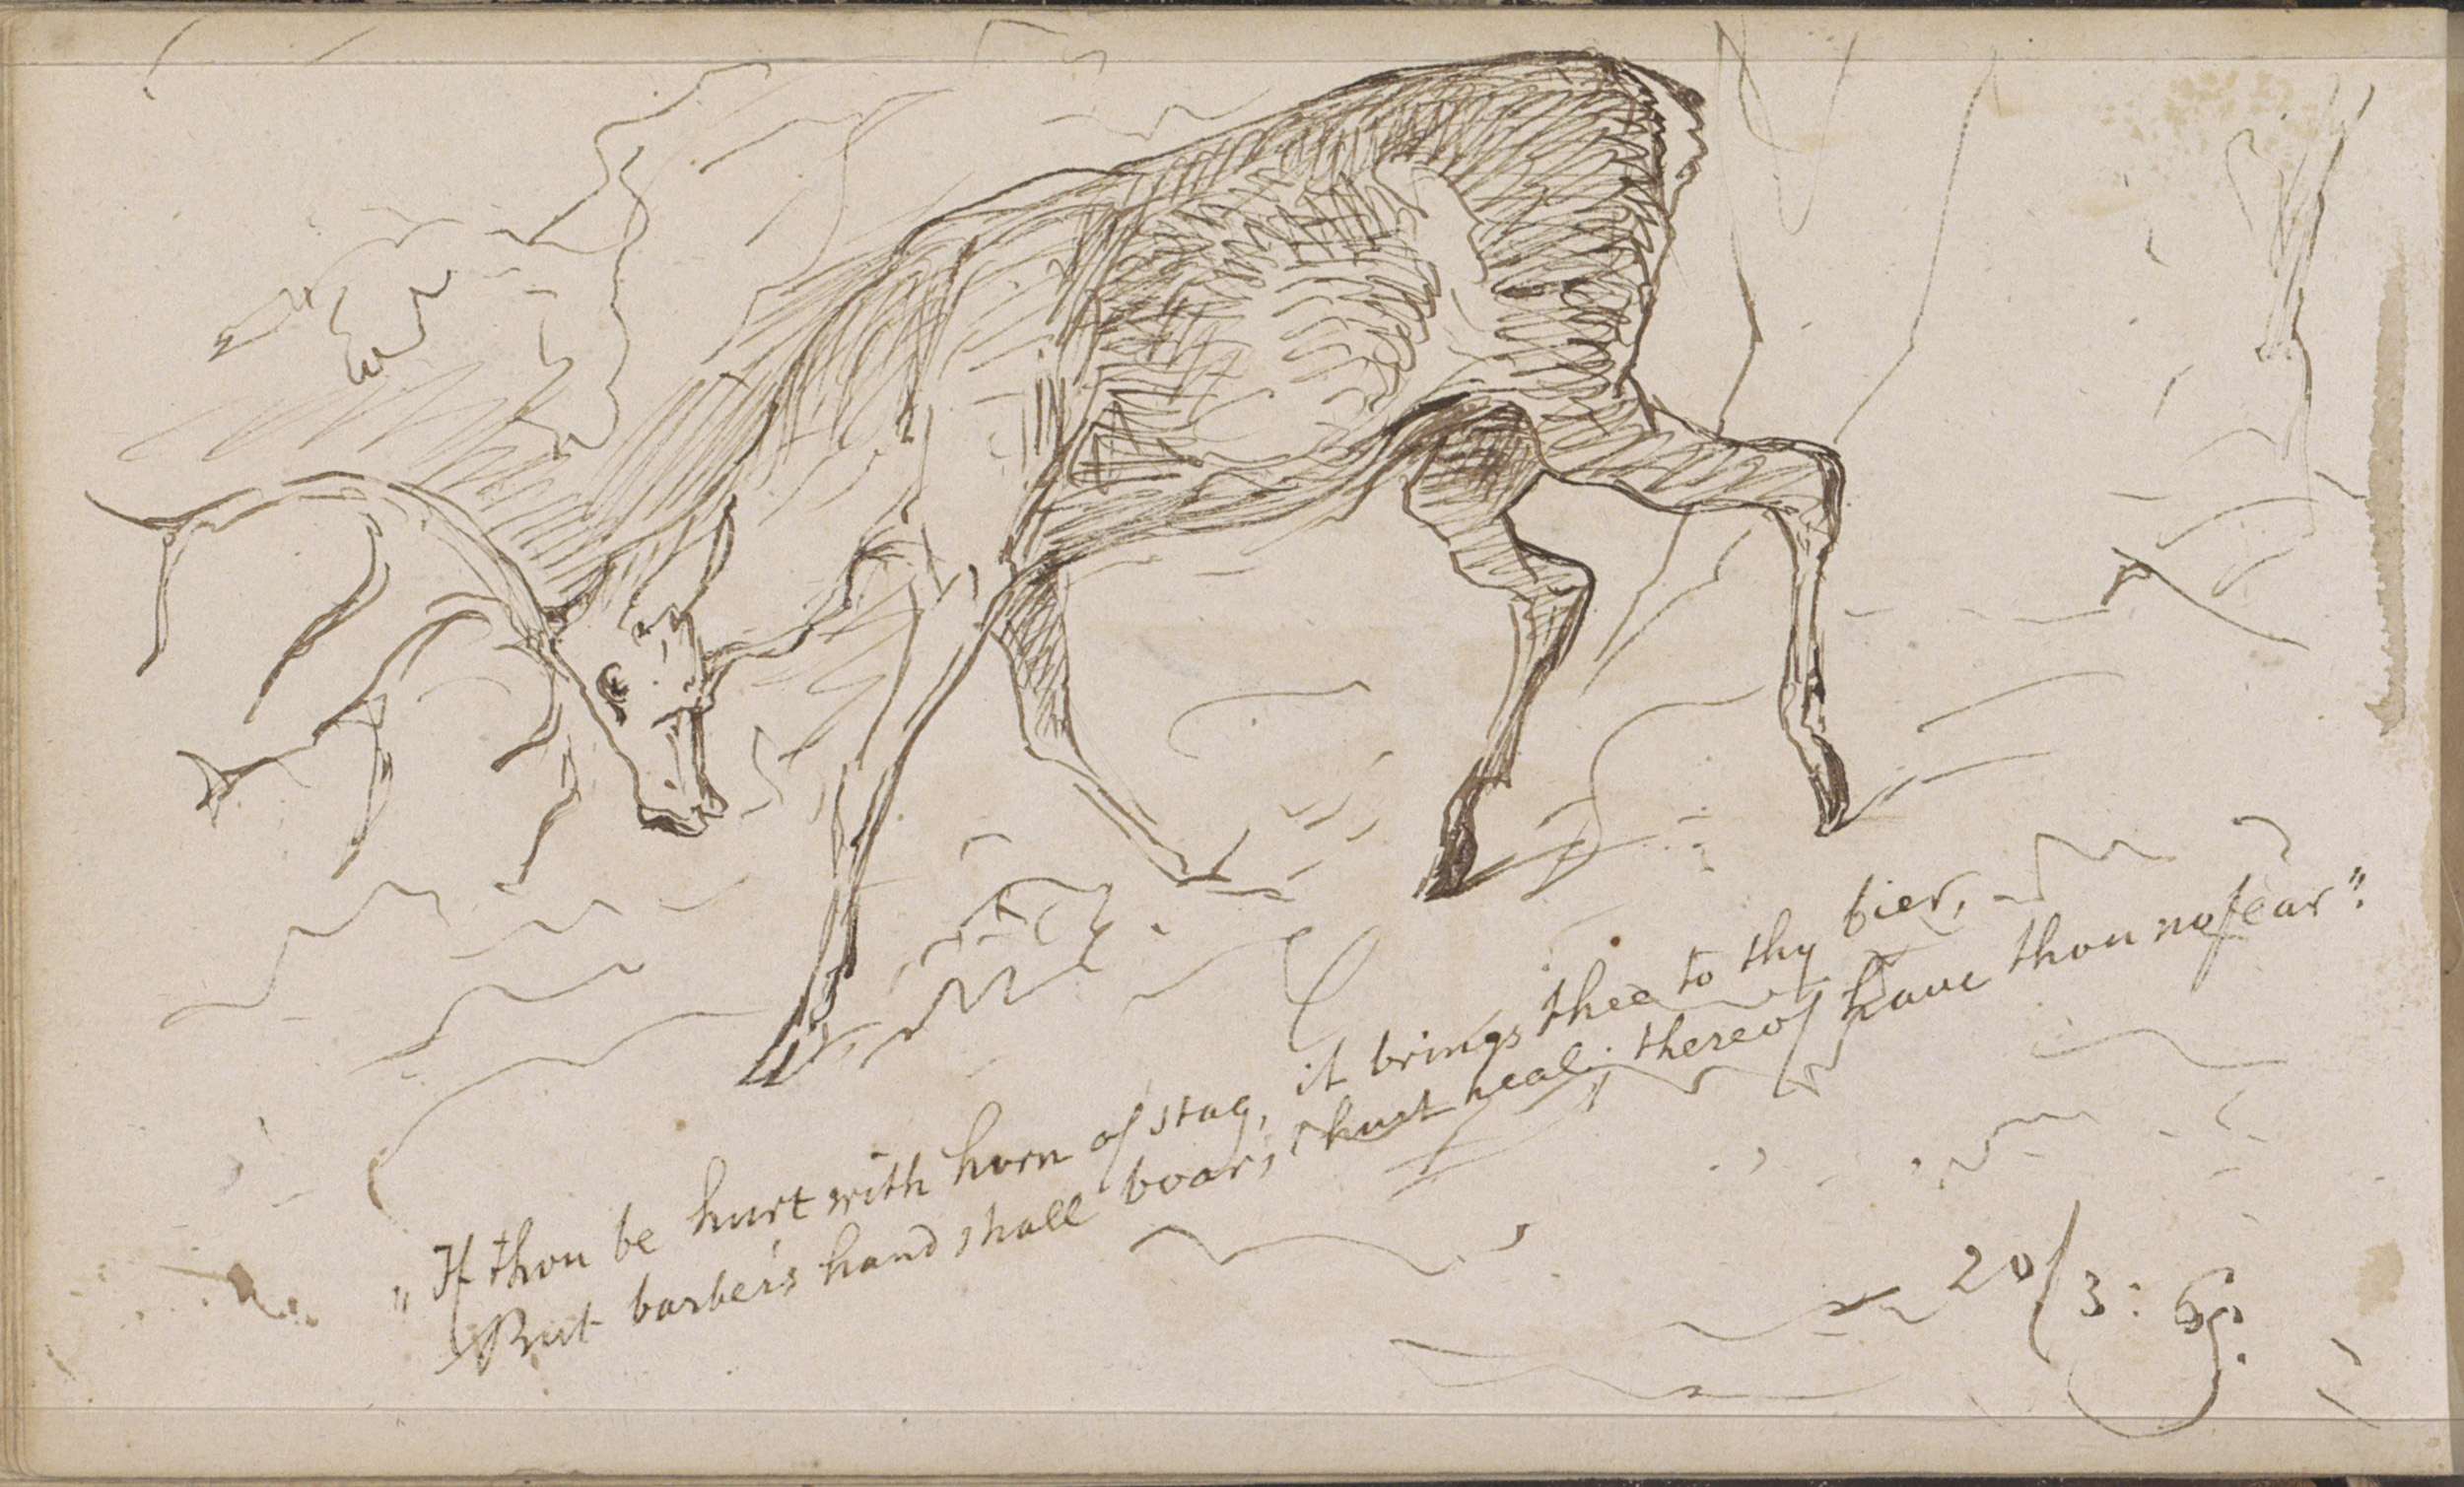 „If thou be hurt with horn of stag, it brings thee to thy bier,
But barber's hand shall boar's hurt heal; thereof have thou no fear".
20/3: 69.